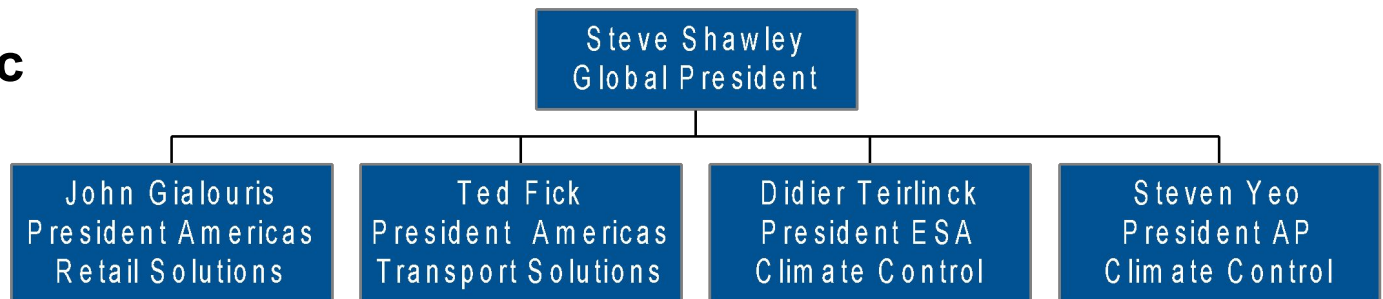 c
Steve Shawley
Global President
John Gialouris
President Americas
Retail Solutions
Ted Fick
President Americas
Transport Solutions
Didier Teirlinck
President ESA
Climate Control
Steven Yeo
President AP
Climate Control